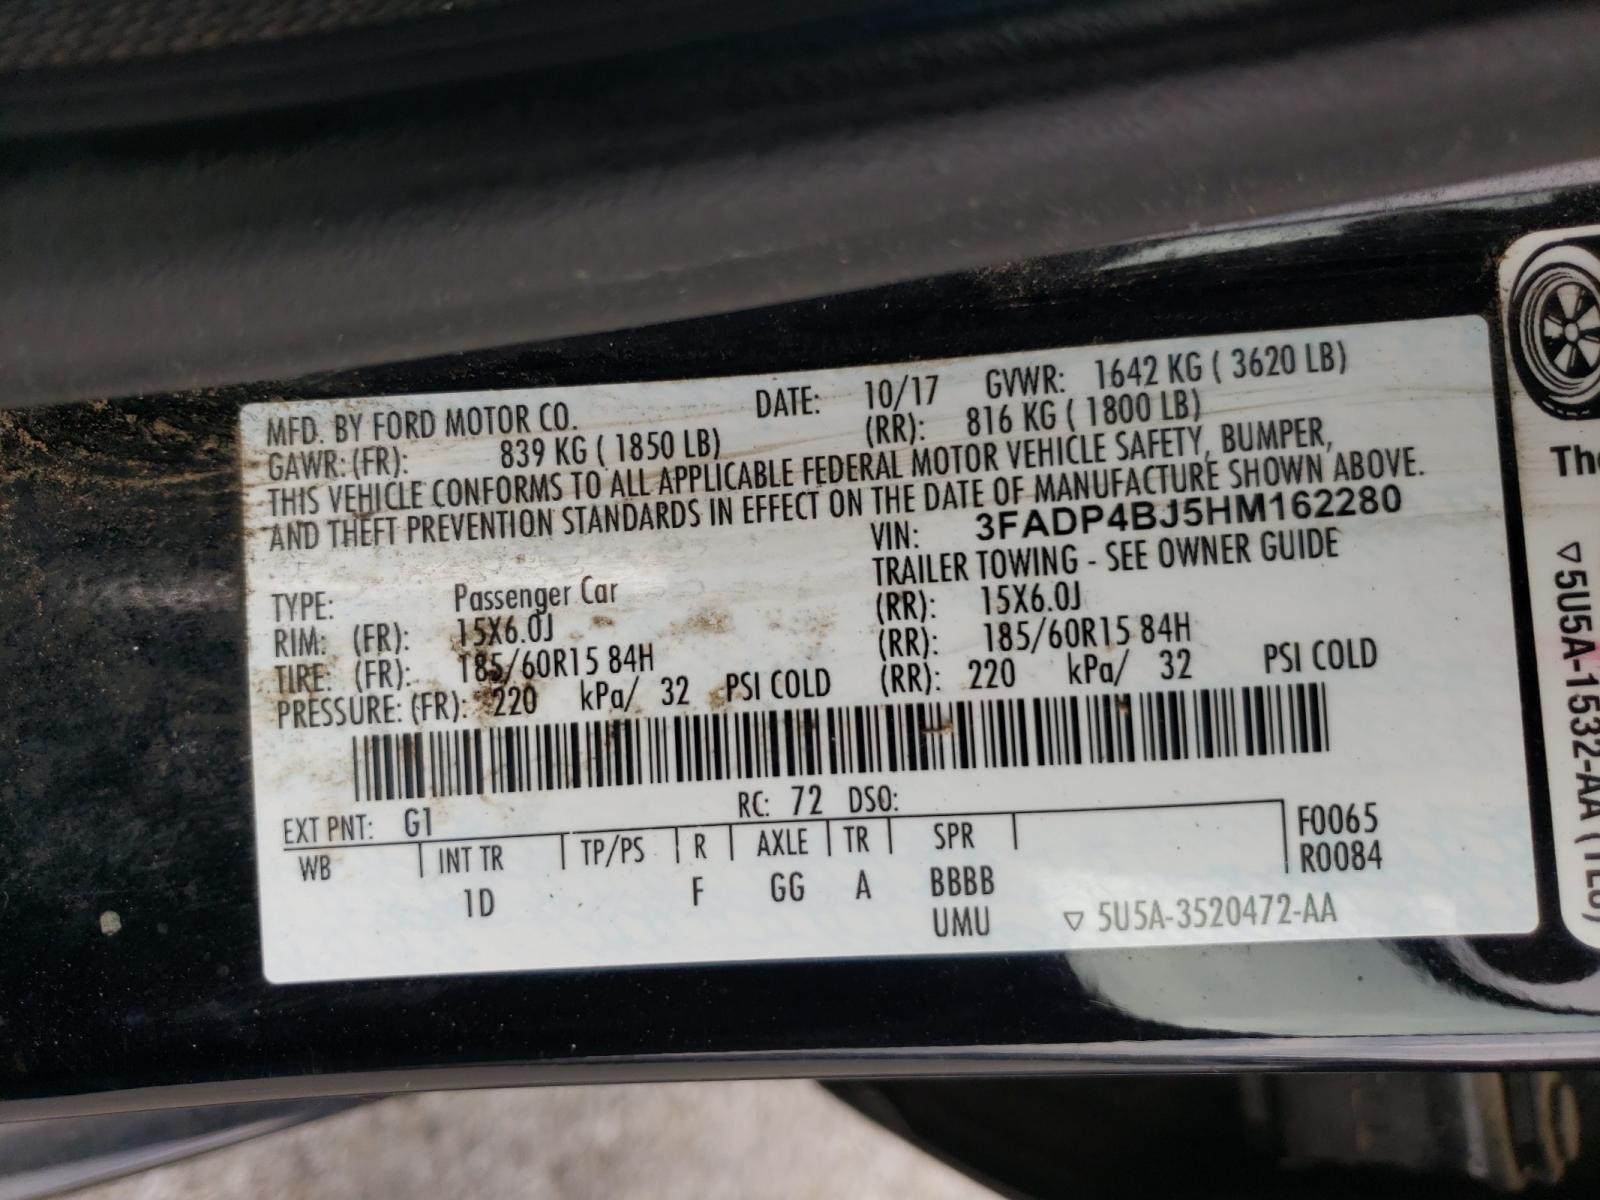 MFD. BY FORD MOTOR CO. DATE: 10/17 GVWR: 1642 KG ( 3620 LB)
GAWR: (FR): 839 KG ( 1850 LB) (RR): 816 KG ( 1800 LB)
THIS VEHICLE CONFORMS TO ALL APPLICABLE FEDERAL MOTOR VEHICLE SAFETY, BUMPER,
AND THEFT PREVENTION STANDARDS IN EFFECT ON THE DATE OF MANUFACTURE SHOWN ABOVE.
VIN: 3FADP4BJ5HM162280
TYPE: Passenger Car TRAILER TOWING - SEE OWNER GUIDE
RIM: (FR): 15X6.0J (RR): 15X6.0J
TIRE: (FR): 185/60R15 84H (RR): 185/60R15 84H
PRESSURE: (FR): 220 kPa/ 32 PSI COLD (RR): 220 kPa/ 32 PSI COLD
EXT PNT: G1 RC: 72 DSO:
WB INT TR TP/PS R AXLE TR SPR F0065
R0084
1D F GG A BBBB
UMU ▽ 5U5A-3520472-AA
▽ 5U5A-1532-AA